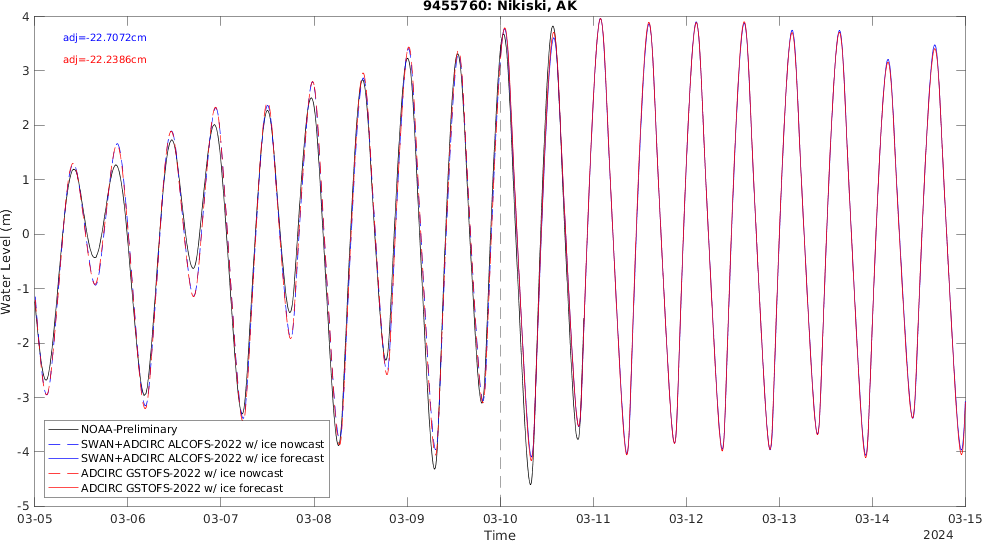 9455760: Nikiski, AK
adj=-22.7072cm
adj=-22.2386cm
4
3
2
1
0
-1
-2
-3
-4
-5
Water Level (m)
NOAA-Preliminary
SWAN+ADCIRC ALCOFS-2022 w/ ice nowcast
SWAN+ADCIRC ALCOFS-2022 w/ ice forecast
ADCIRC GSTOFS-2022 w/ ice nowcast
ADCIRC GSTOFS-2022 w/ ice forecast
03-05 03-06 03-07 03-08 03-09 03-10 03-11 03-12 03-13 03-14 03-15
Time
2024